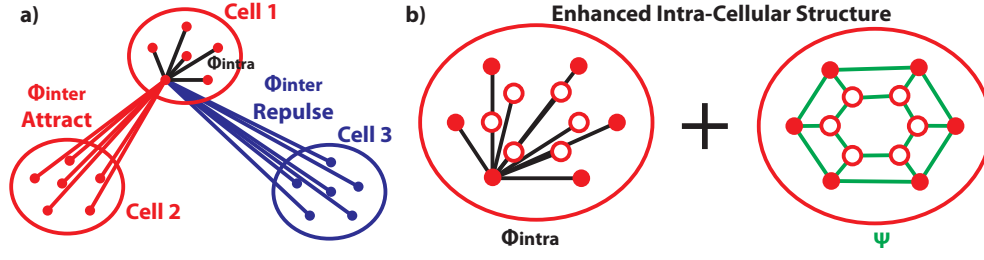 a)
Cell 1
Φintra
Φinter
Attract
Φinter
Repulse
Cell 3
Cell 2
b)
Enhanced Intra-Cellular Structure
+
Φintra
Ψ